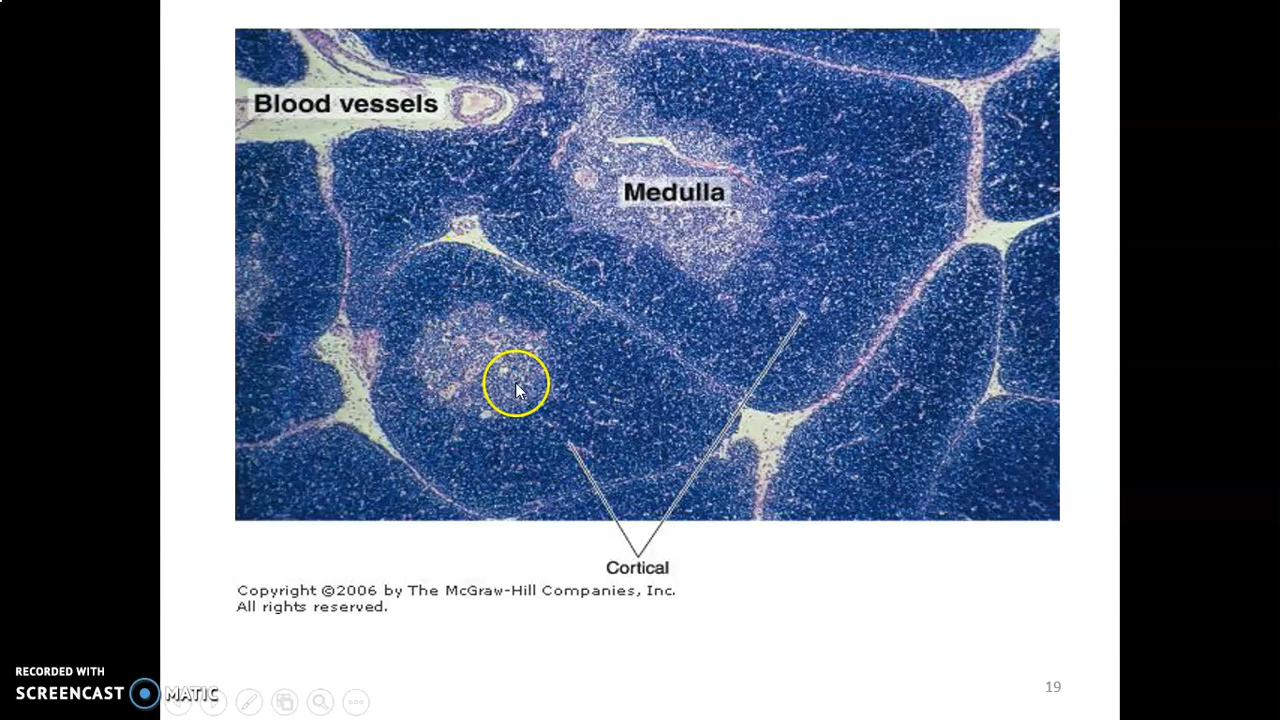 Blood vessels
Medulla
Cortical
Copyright ©2006 by The McGraw-Hill Companies, Inc.
All rights reserved.
RECORDED WITH
SCREENCAST MATIC
19